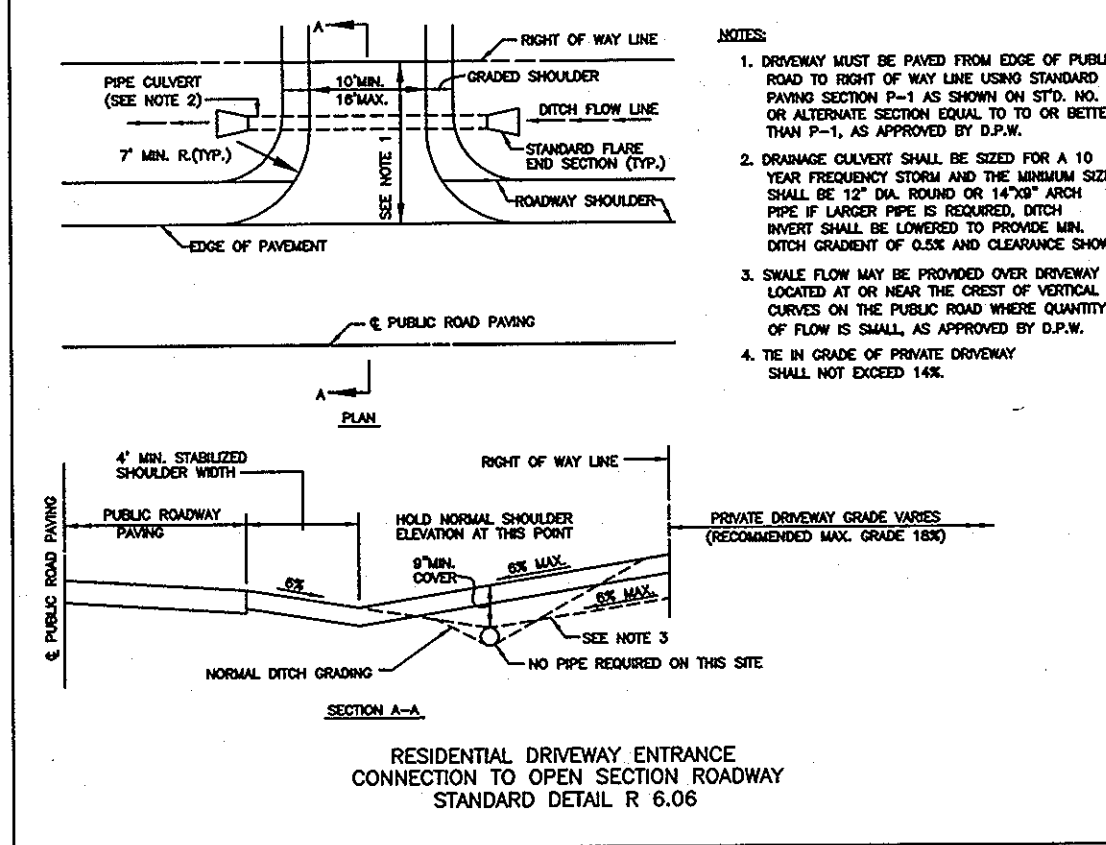 A
RIGHT OF WAY LINE
PIPE CULVERT
(SEE NOTE 2)
10'MIN.
16'MAX.
GRADED SHOULDER
DITCH FLOW LINE
7' MIN. R.(TYP.)
SEE NOTE 1
STANDARD FLARE
END SECTION (TYP.)
ROADWAY SHOULDER
EDGE OF PAVEMENT
℄ PUBLIC ROAD PAVING
A
PLAN
NOTES:
1. DRIVEWAY MUST BE PAVED FROM EDGE OF PUBLI
ROAD TO RIGHT OF WAY LINE USING STANDARD
PAVING SECTION P-1 AS SHOWN ON ST'D. NO.
OR ALTERNATE SECTION EQUAL TO TO OR BETTE
THAN P-1, AS APPROVED BY D.P.W.
2. DRAINAGE CULVERT SHALL BE SIZED FOR A 10
YEAR FREQUENCY STORM AND THE MINIMUM SIZE
SHALL BE 12" DIA. ROUND OR 14"X9" ARCH
PIPE IF LARGER PIPE IS REQUIRED, DITCH
INVERT SHALL BE LOWERED TO PROVIDE MIN.
DITCH GRADIENT OF 0.5% AND CLEARANCE SHOW
3. SWALE FLOW MAY BE PROVIDED OVER DRIVEWAY
LOCATED AT OR NEAR THE CREST OF VERTICAL
CURVES ON THE PUBLIC ROAD WHERE QUANTITY
OF FLOW IS SMALL, AS APPROVED BY D.P.W.
4. TIE IN GRADE OF PRIVATE DRIVEWAY
SHALL NOT EXCEED 14%.
4' MIN. STABILIZED
SHOULDER WIDTH
RIGHT OF WAY LINE
℄ PUBLIC ROAD PAVING
PUBLIC ROADWAY
PAVING
HOLD NORMAL SHOULDER
ELEVATION AT THIS POINT
PRIVATE DRIVEWAY GRADE VARIES
(RECOMMENDED MAX. GRADE 18%)
9"MIN.
COVER
6% MAX.
6%
6% MAX.
SEE NOTE 3
NORMAL DITCH GRADING
NO PIPE REQUIRED ON THIS SITE
SECTION A-A
RESIDENTIAL DRIVEWAY ENTRANCE
CONNECTION TO OPEN SECTION ROADWAY
STANDARD DETAIL R 6.06